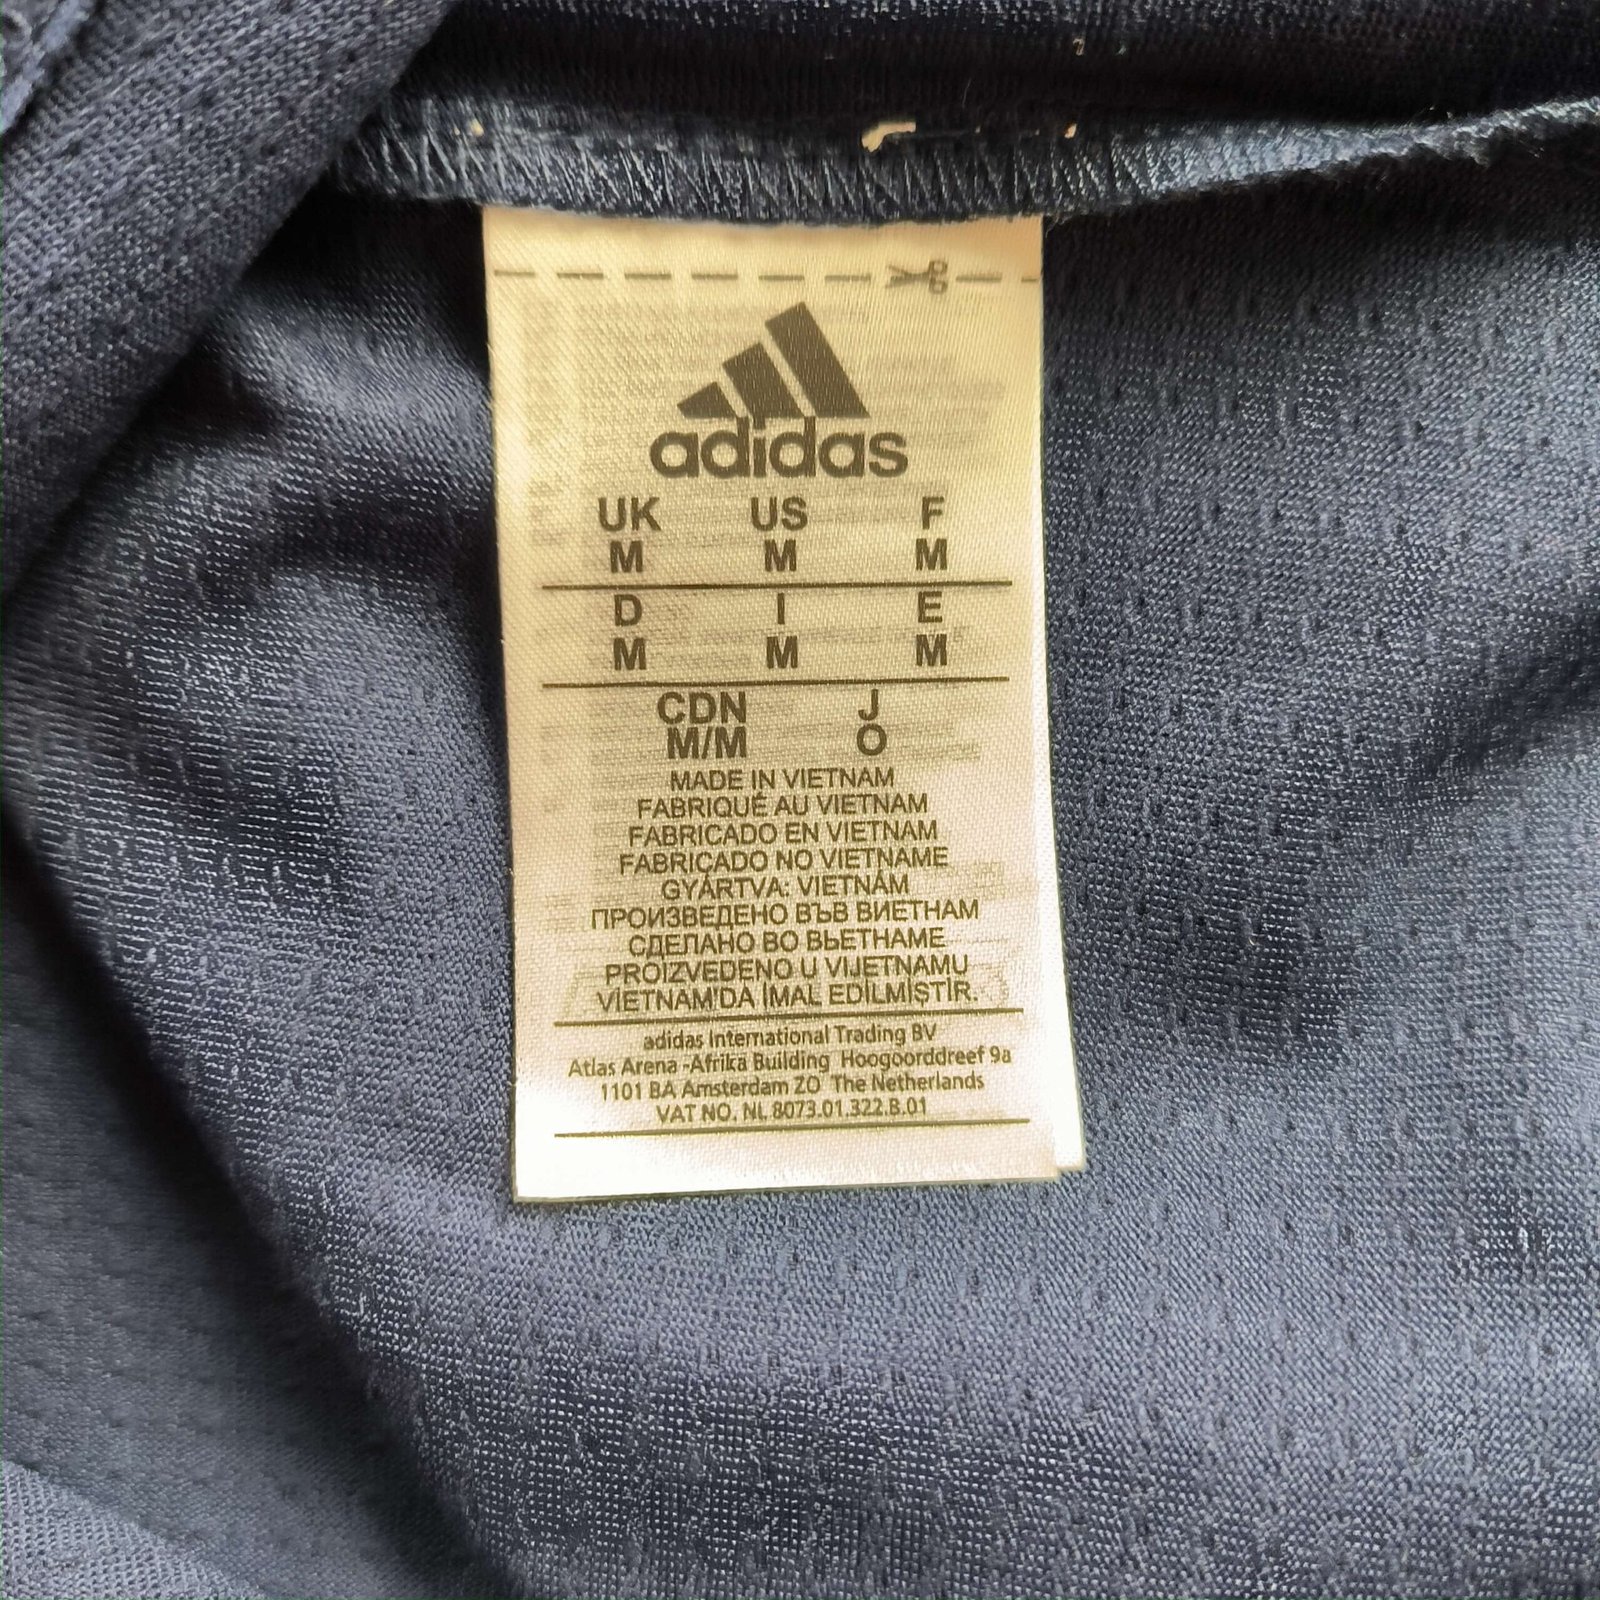 adidas
UK US F
M M M
D I E
M M M
CDN J
M/M O
MADE IN VIETNAM
FABRIQUÉ AU VIETNAM
FABRICADO EN VIETNAM
FABRICADO NO VIETNAME
GYÁRTVA: VIETNÁM
ПРОИЗВЕДЕНО ВЪВ ВИЕТНАМ
СДЕЛАНО ВО ВЬЕТНАМЕ
PROIZVEDENO U VIJETNAMU
VIETNAM'DA İMAL EDİLMİŞTİR.
adidas International Trading BV
Atlas Arena -Afrika Building Hoogoorddreef 9a
1101 BA Amsterdam ZO The Netherlands
VAT NO. NL 8073.01.322.B.01